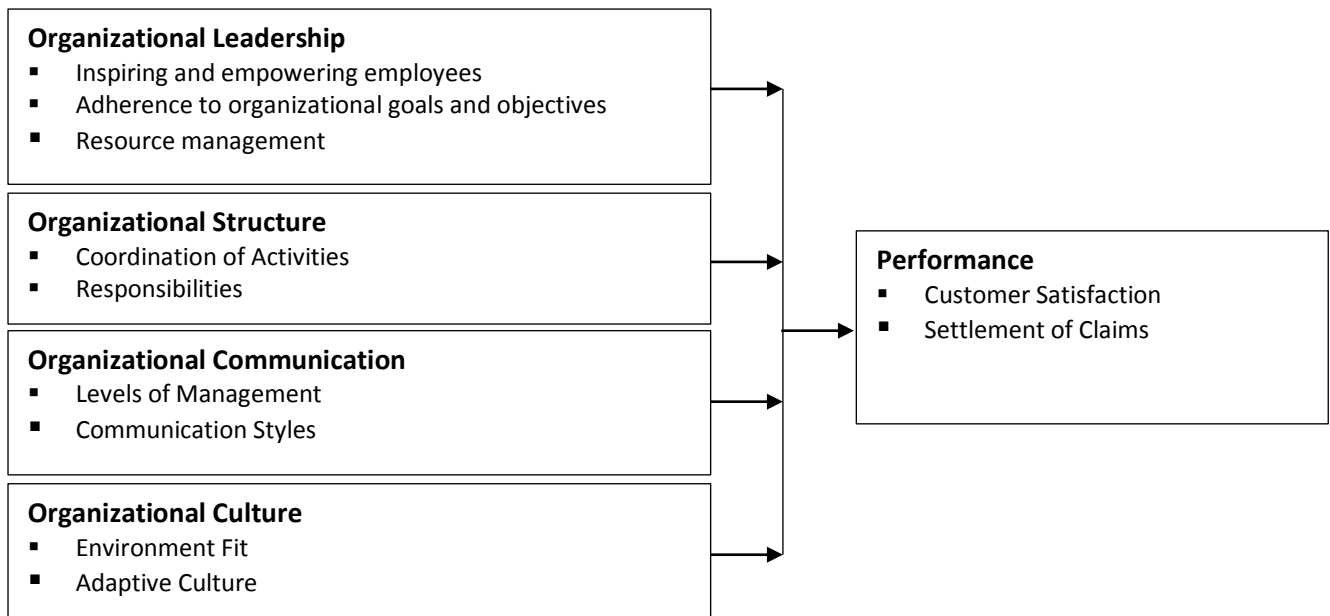 Organizational Leadership
▪ Inspiring and empowering employees
▪ Adherence to organizational goals and objectives
▪ Resource management
Organizational Structure
▪ Coordination of Activities
▪ Responsibilities
Organizational Communication
▪ Levels of Management
▪ Communication Styles
Organizational Culture
▪ Environment Fit
▪ Adaptive Culture
Performance
▪ Customer Satisfaction
▪ Settlement of Claims